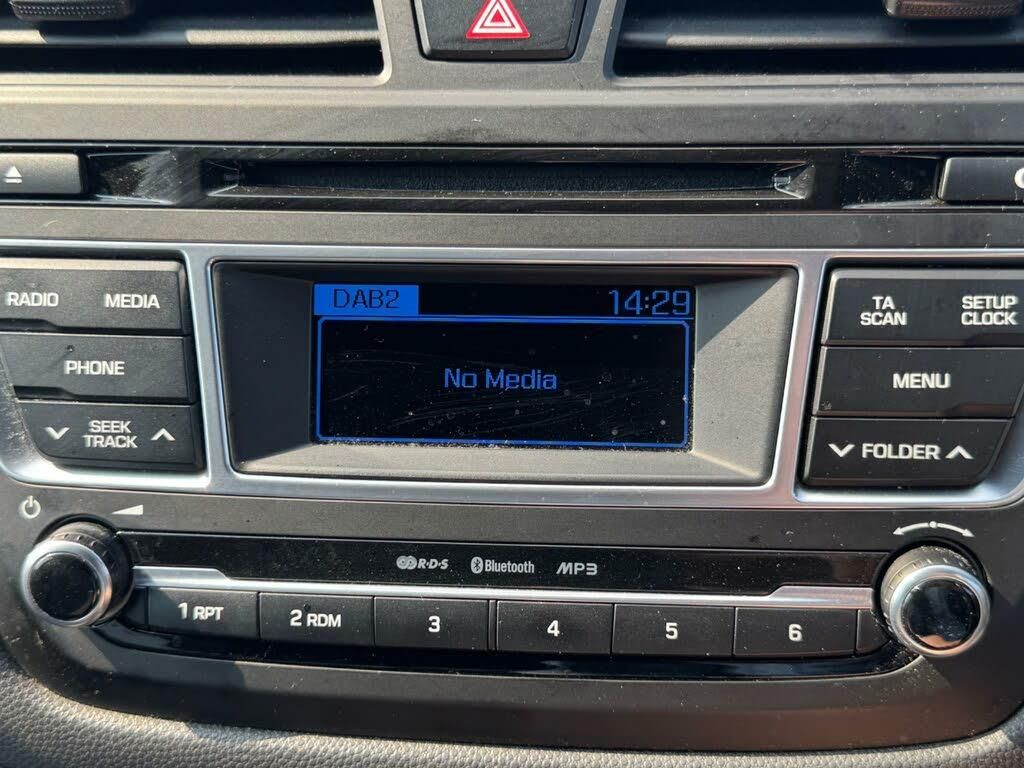 RADIO
MEDIA
PHONE
SEEK
TRACK
DAB2
14:29
No Media
TA
SCAN
SETUP
CLOCK
MENU
FOLDER
R·D·S
Bluetooth
MP3
1 RPT
2 RDM
3
4
5
6